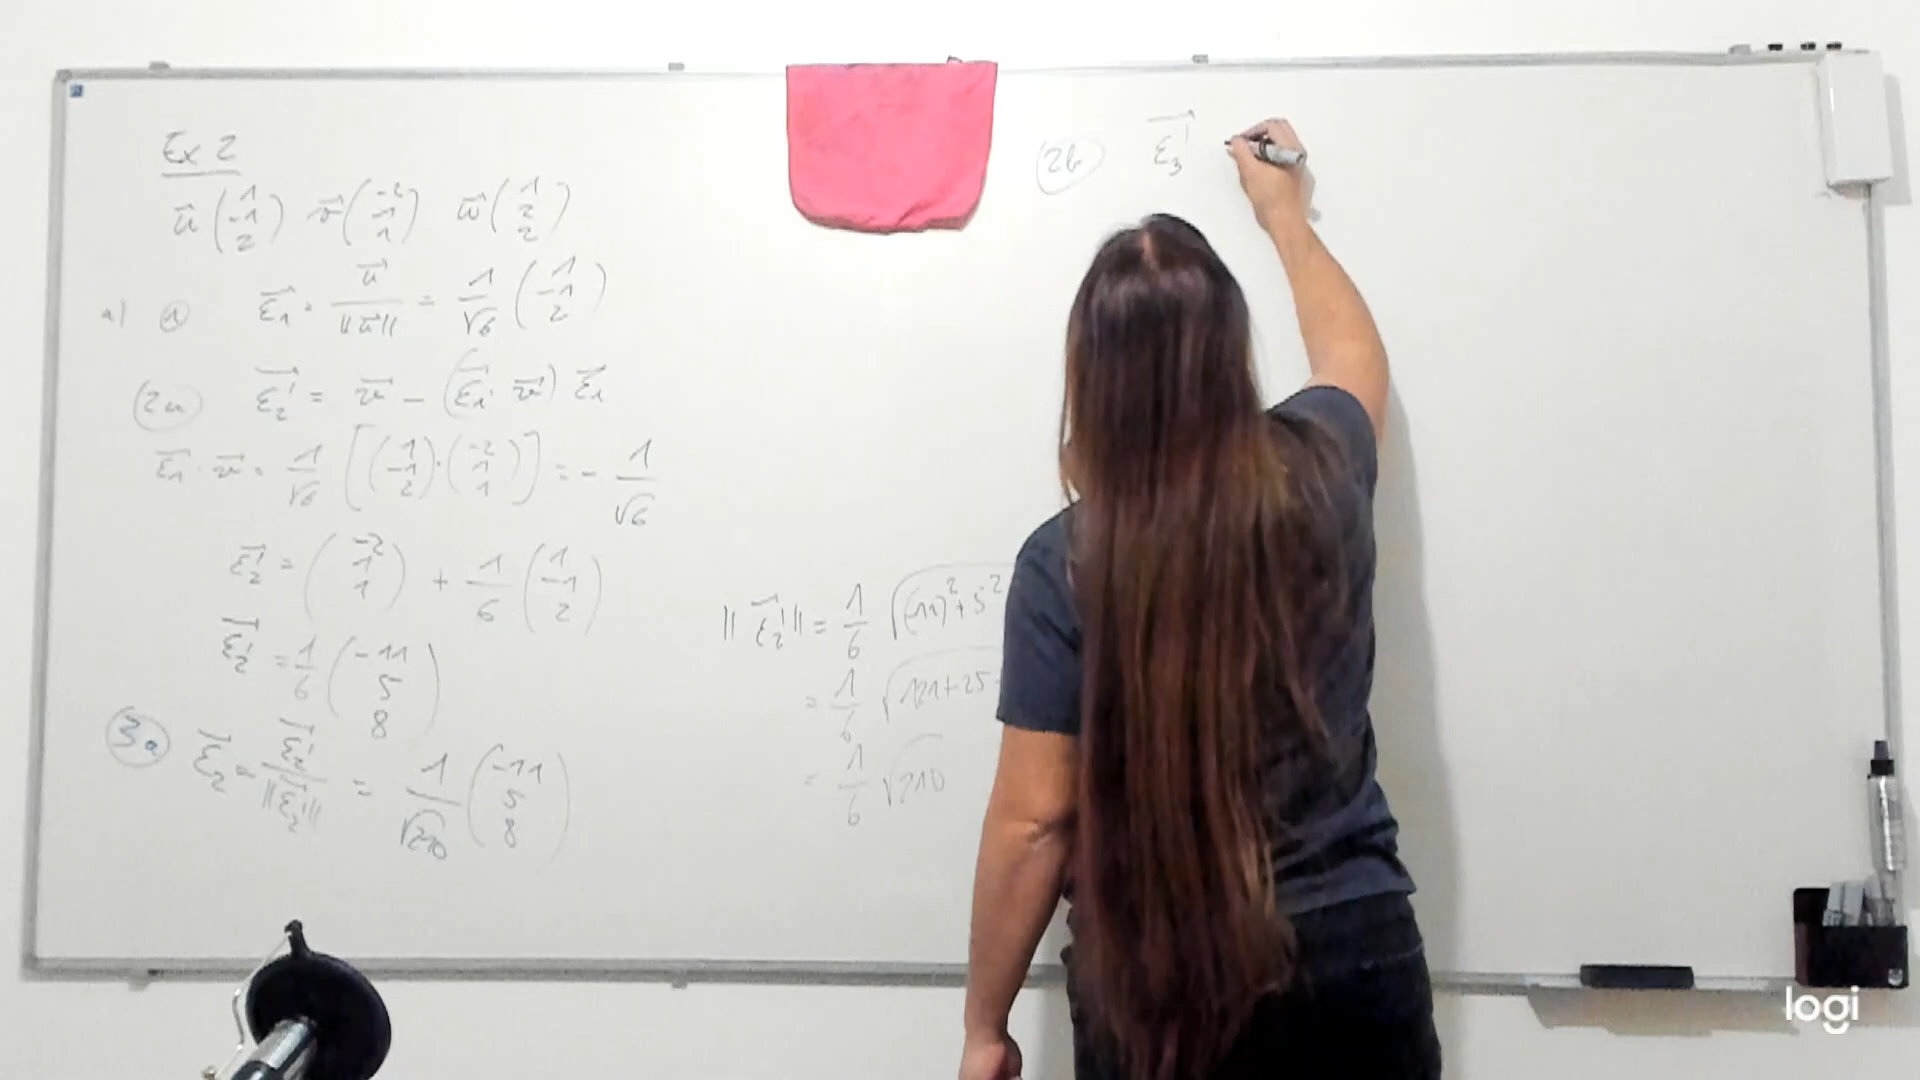 Ex 2
u⃗ (1 -1 2) v⃗ (-2 1 1) w⃗ (1 2 2)
a) ① ε⃗₁ = u⃗ / ||u⃗|| = 1/√6 (1 -1 2)
2a ε⃗₂' = v⃗ - (ε⃗₁ · v⃗) ε⃗₁
ε⃗₁ · v⃗ = 1/√6 [(1 -1 2) · (-2 1 1)] = - 1/√6
ε⃗₂' = (-2 1 1) + 1/6 (1 -1 2)
ε⃗₂' = 1/6 (-11 5 8)
3a ε⃗₂ = ε⃗₂' / ||ε⃗₂'|| = 1/√210 (-11 5 8)
||ε⃗₂'|| = 1/6 √(-11)² + 5²
= 1/6 √121+25
= 1/6 √210
2b ε⃗₃'
logi